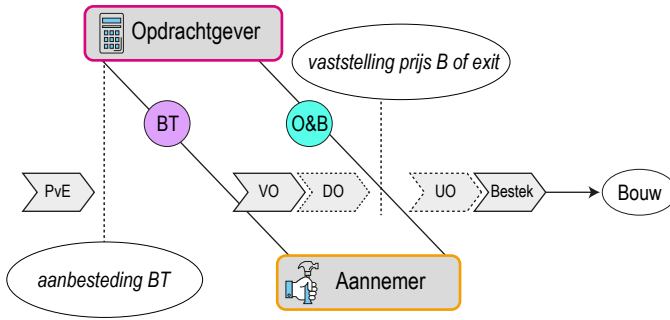 Opdrachtgever
vaststelling prijs B of exit
BT
O&B
PvE
VO
DO
UO
Bestek
Bouw
aanbesteding BT
Aannemer